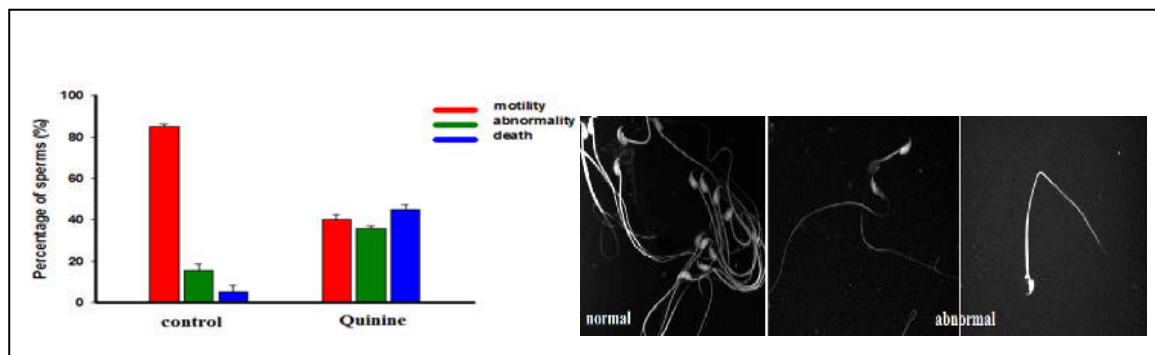 Percentage of sperms (%)
100
80
60
40
20
0
motility
abnormality
death
control
Quinine
normal
abnormal